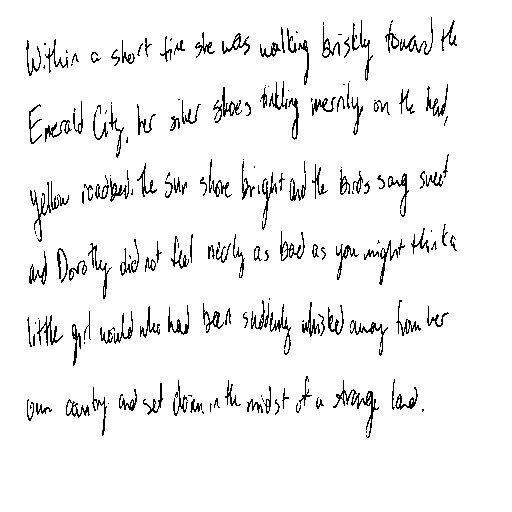 Within a short time she was walking briskly toward the
Emerald City, her silver shoes tinkling merrily on the hard,
yellow roadbed. The sun shone bright and the birds sang sweet
and Dorothy did not feel nearly as bad as you might think a
little girl would who had been suddenly whisked away from her
own country and set down in the midst of a strange land.